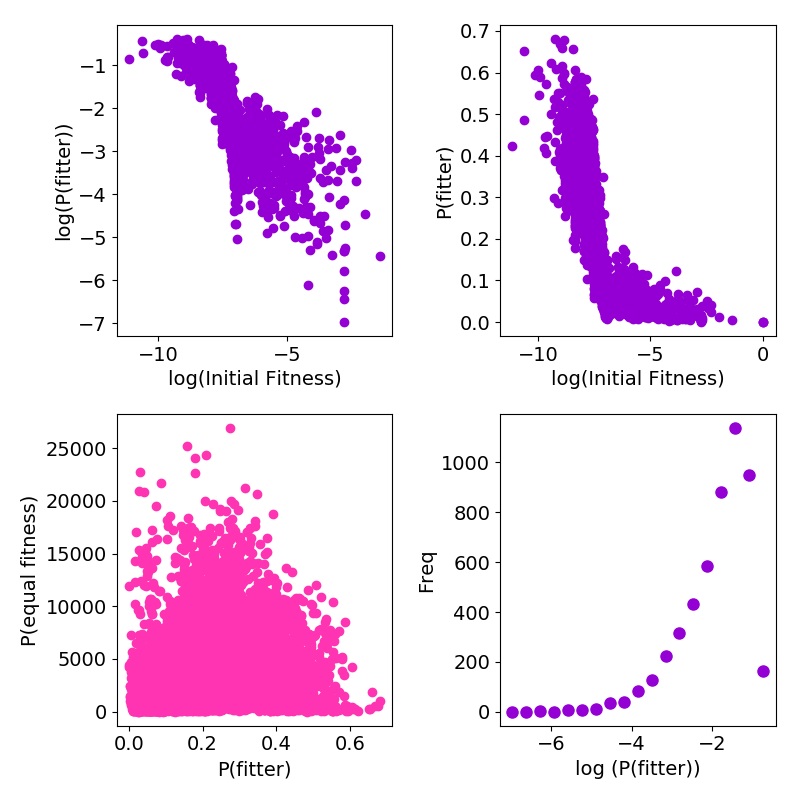 −1
−2
−3
−4
−5
−6
−7
log(P(fitter))
−10 −5
log(Initial Fitness)
0.7
0.6
0.5
0.4
0.3
0.2
0.1
0.0
P(fitter)
−10 −5 0
log(Initial Fitness)
25000
20000
15000
10000
5000
0
P(equal fitness)
0.0 0.2 0.4 0.6
P(fitter)
1000
800
600
400
200
0
Freq
−6 −4 −2
log (P(fitter))